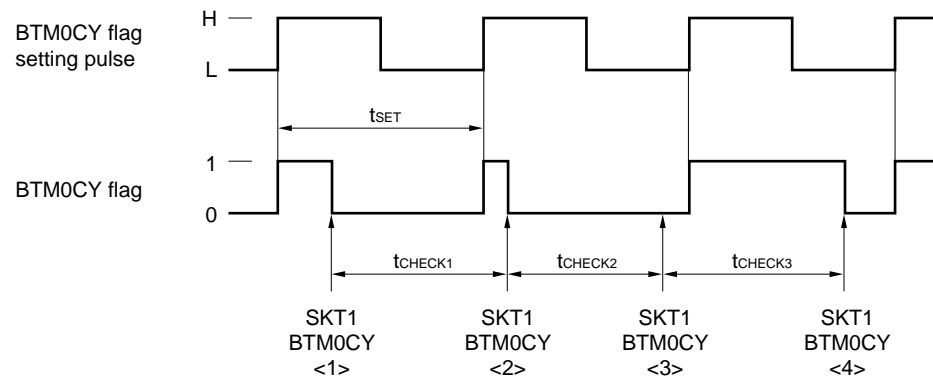 BTM0CY flag
setting pulse
H
L
tSET
BTM0CY flag
1
0
tCHECK1
tCHECK2
tCHECK3
SKT1
BTM0CY
<1>
SKT1
BTM0CY
<2>
SKT1
BTM0CY
<3>
SKT1
BTM0CY
<4>